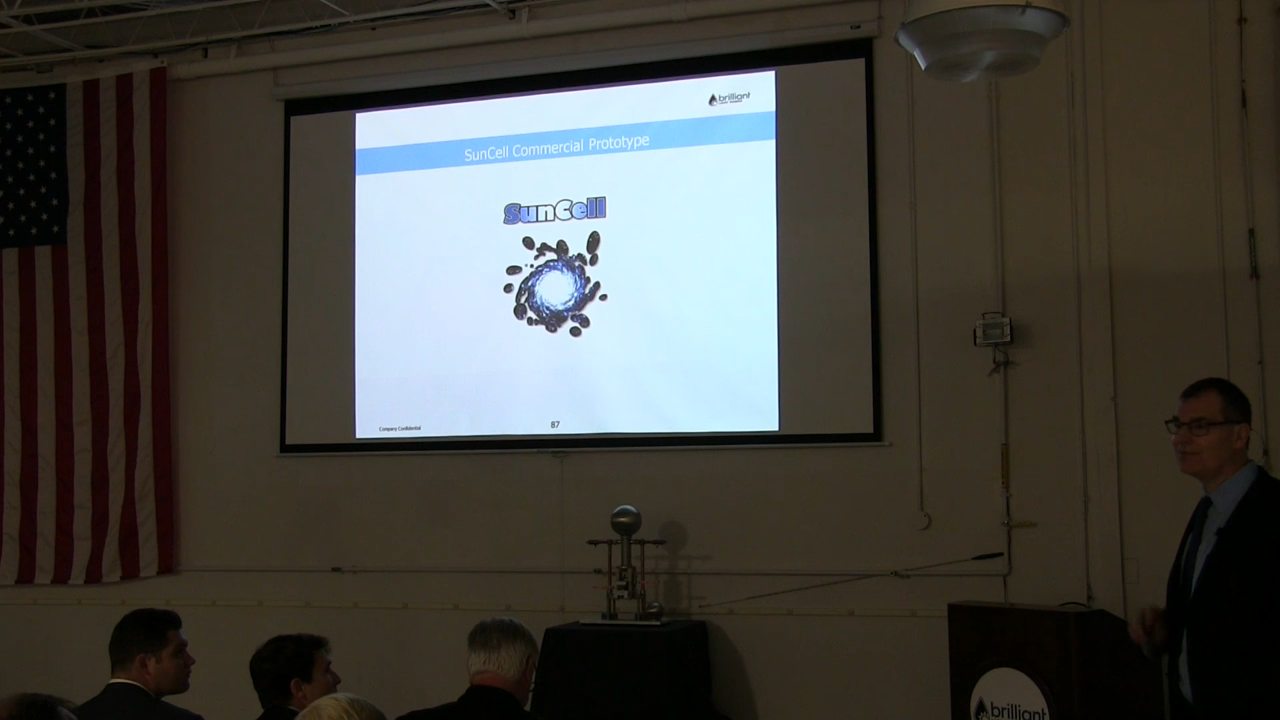 brilliant
SunCell Commercial Prototype
SunCell
Company Confidential
87
brilliant